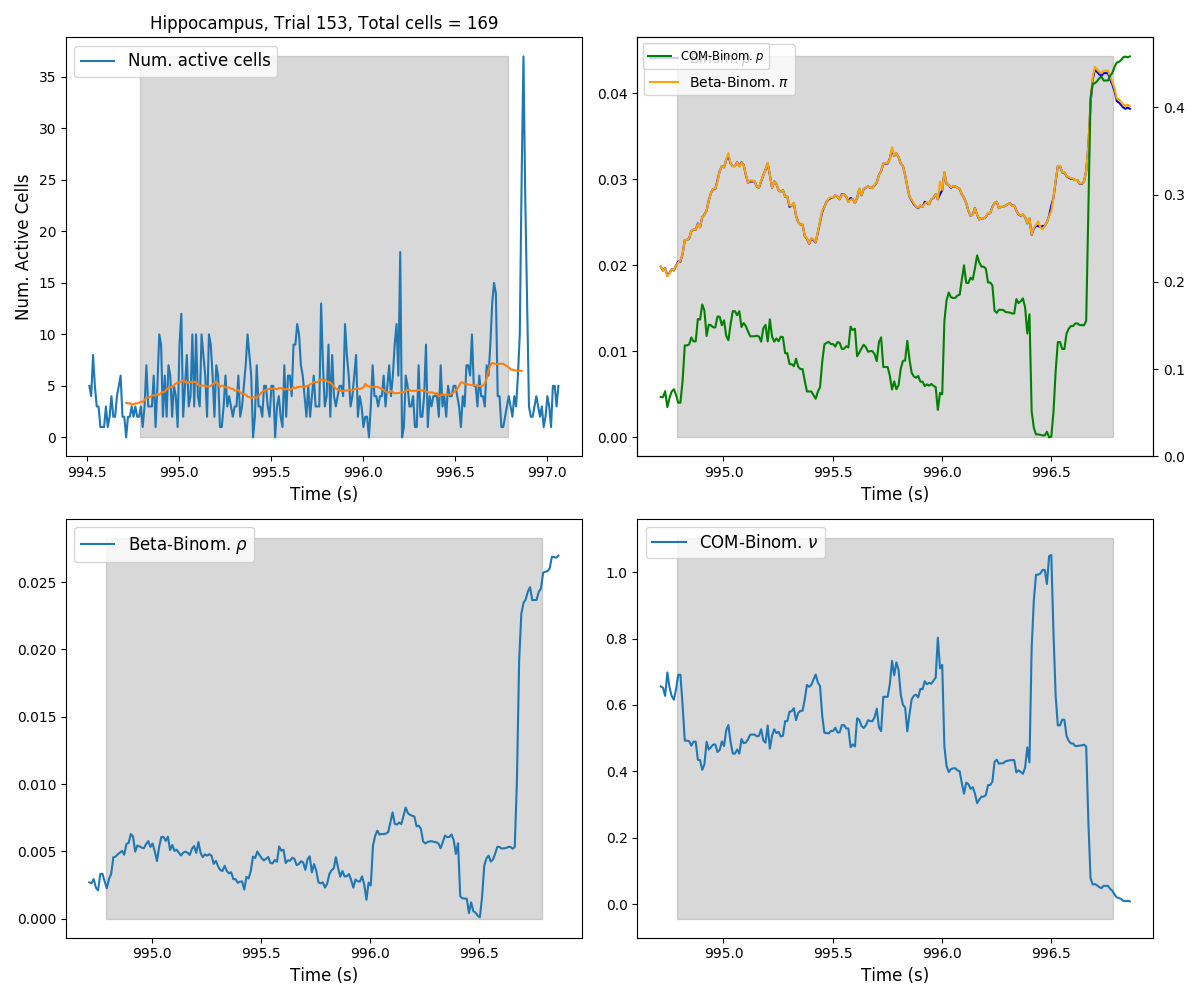 Hippocampus, Trial 153, Total cells = 169
Num. active cells
Num. Active Cells
35
30
25
20
15
10
5
0
994.5 995.0 995.5 996.0 996.5 997.0
Time (s)
COM-Binom. p
Beta-Binom. π
0.04
0.03
0.02
0.01
0.00
0.4
0.3
0.2
0.1
0.0
995.0 995.5 996.0 996.5
Time (s)
Beta-Binom. ρ
0.025
0.020
0.015
0.010
0.005
0.000
995.0 995.5 996.0 996.5
Time (s)
COM-Binom. ν
1.0
0.8
0.6
0.4
0.2
0.0
995.0 995.5 996.0 996.5
Time (s)